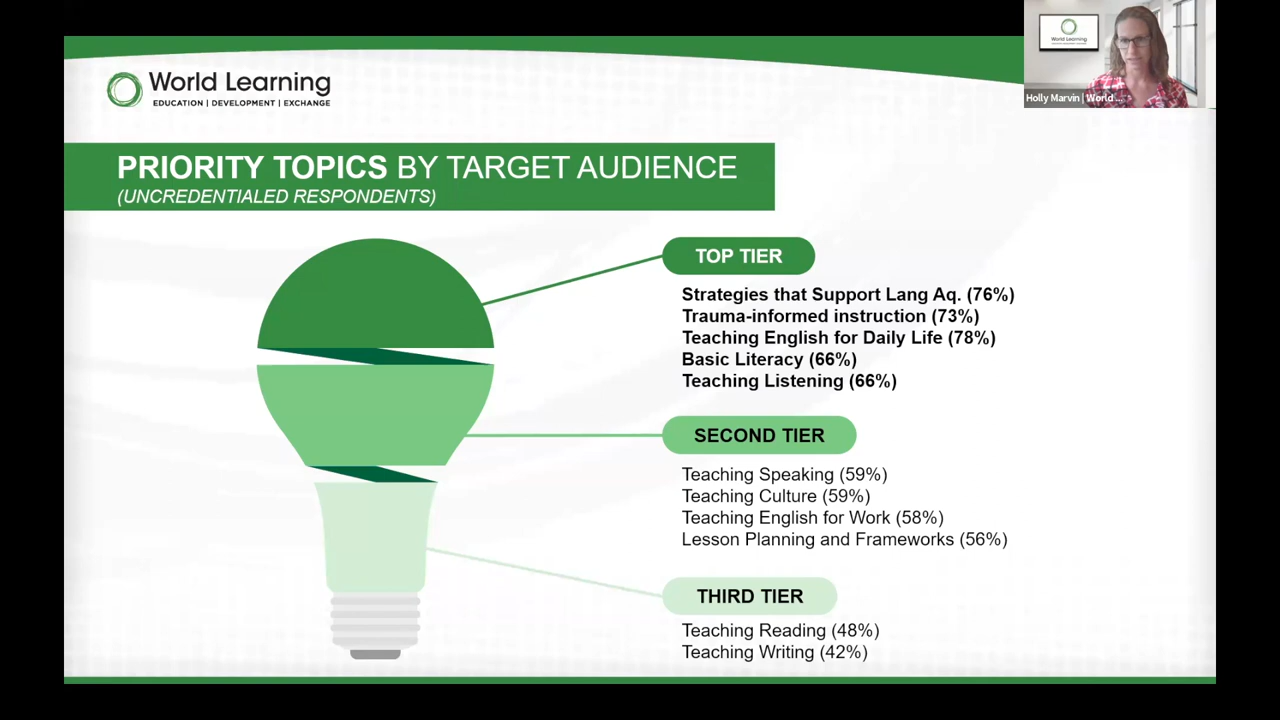 World Learning
EDUCATION | DEVELOPMENT | EXCHANGE
World Learning
Holly Marvin | World ...
PRIORITY TOPICS BY TARGET AUDIENCE
(UNCREDENTIALED RESPONDENTS)
TOP TIER
Strategies that Support Lang Aq. (76%)
Trauma-informed instruction (73%)
Teaching English for Daily Life (78%)
Basic Literacy (66%)
Teaching Listening (66%)
SECOND TIER
Teaching Speaking (59%)
Teaching Culture (59%)
Teaching English for Work (58%)
Lesson Planning and Frameworks (56%)
THIRD TIER
Teaching Reading (48%)
Teaching Writing (42%)